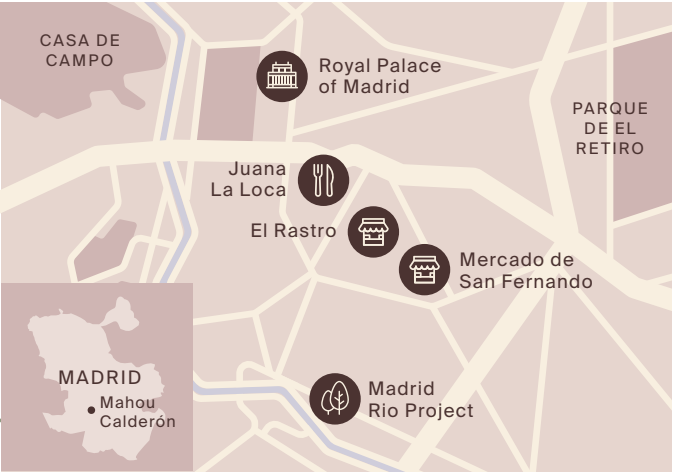 CASA DE
CAMPO
Royal Palace
of Madrid
PARQUE
DE EL
RETIRO
Juana
La Loca
El Rastro
Mercado de
San Fernando
MADRID
Mahou
Calderón
Madrid
Rio Project